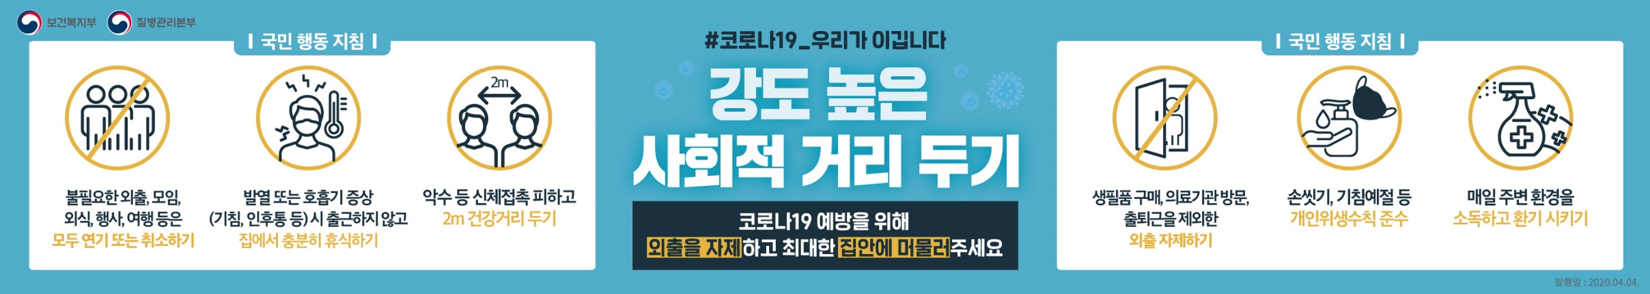 보건복지부
질병관리본부
국민 행동 지침
불필요한 외출, 모임,
외식, 행사, 여행 등은
모두 연기 또는 취소하기
발열 또는 호흡기 증상
(기침, 인후통 등) 시 출근하지 않고
집에서 충분히 휴식하기
2m
악수 등 신체접촉 피하고
2m 건강거리 두기
#코로나19_우리가 이깁니다
강도 높은
사회적 거리 두기
코로나19 예방을 위해
외출을 자제하고 최대한 집안에 머물러주세요
국민 행동 지침
생필품 구매, 의료기관 방문,
출퇴근을 제외한
외출 자제하기
손씻기, 기침예절 등
개인위생수칙 준수
매일 주변 환경을
소독하고 환기 시키기
발행일 : 2020.04.04.